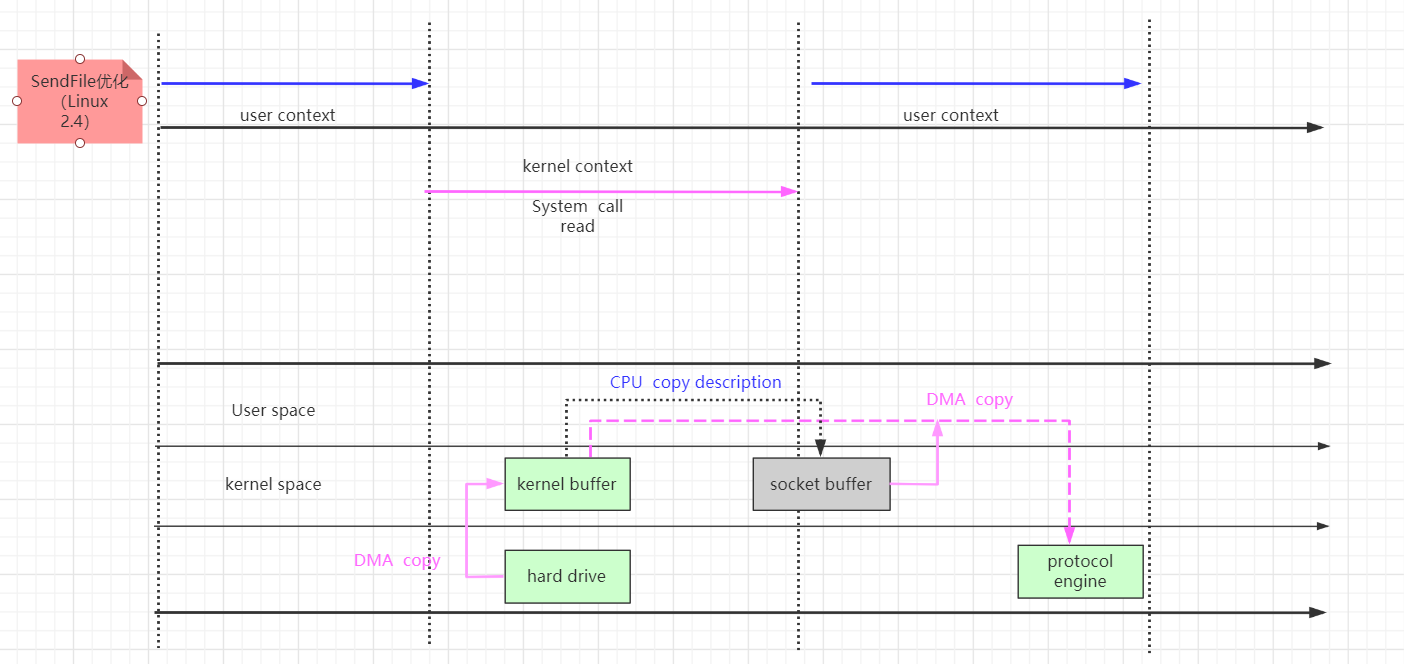 SendFile优化
（Linux
2.4）
user context
user context
kernel context
System  call
read
CPU  copy description
DMA  copy
User space
kernel space
kernel buffer
socket buffer
DMA  copy
hard drive
protocol
engine